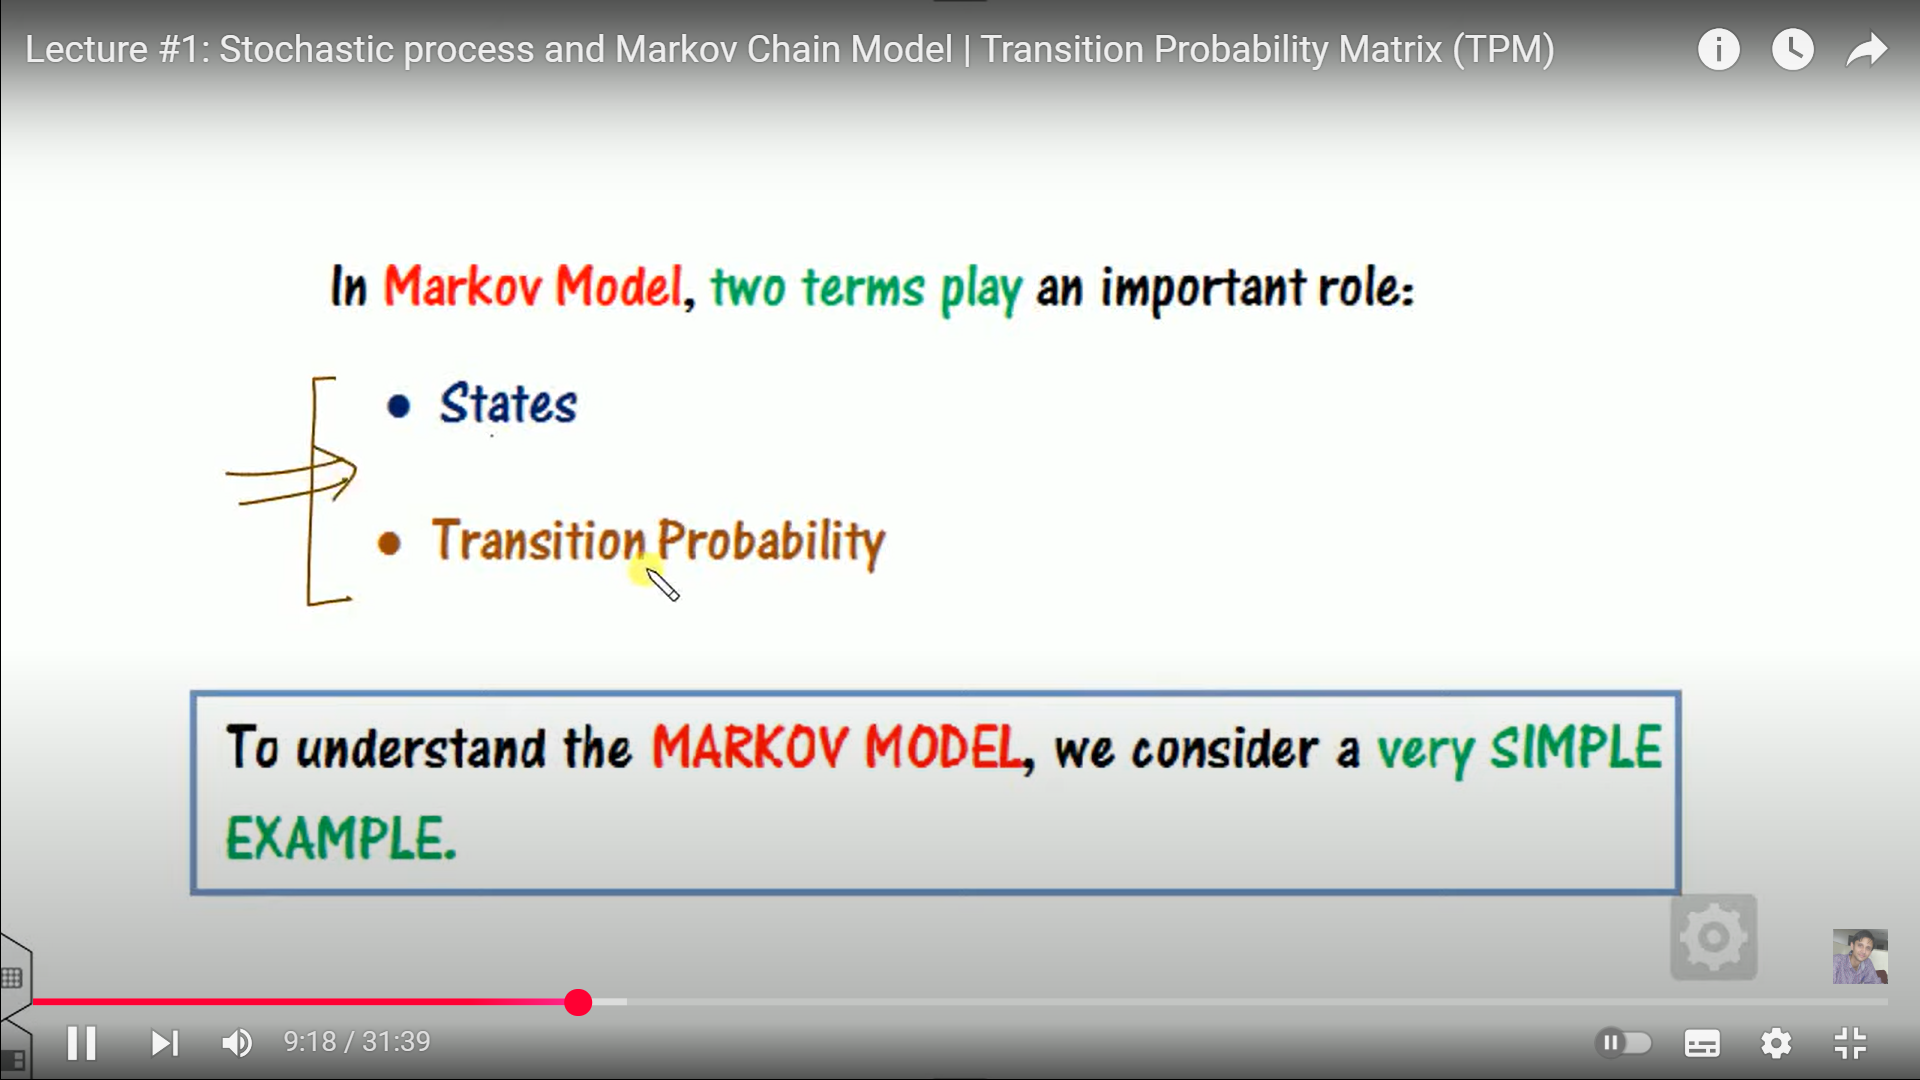 Lecture #1: Stochastic process and Markov Chain Model | Transition Probability Matrix (TPM)
In Markov Model, two terms play an important role:
• States
• Transition Probability
To understand the MARKOV MODEL, we consider a very SIMPLE
EXAMPLE.
9:18 / 31:39